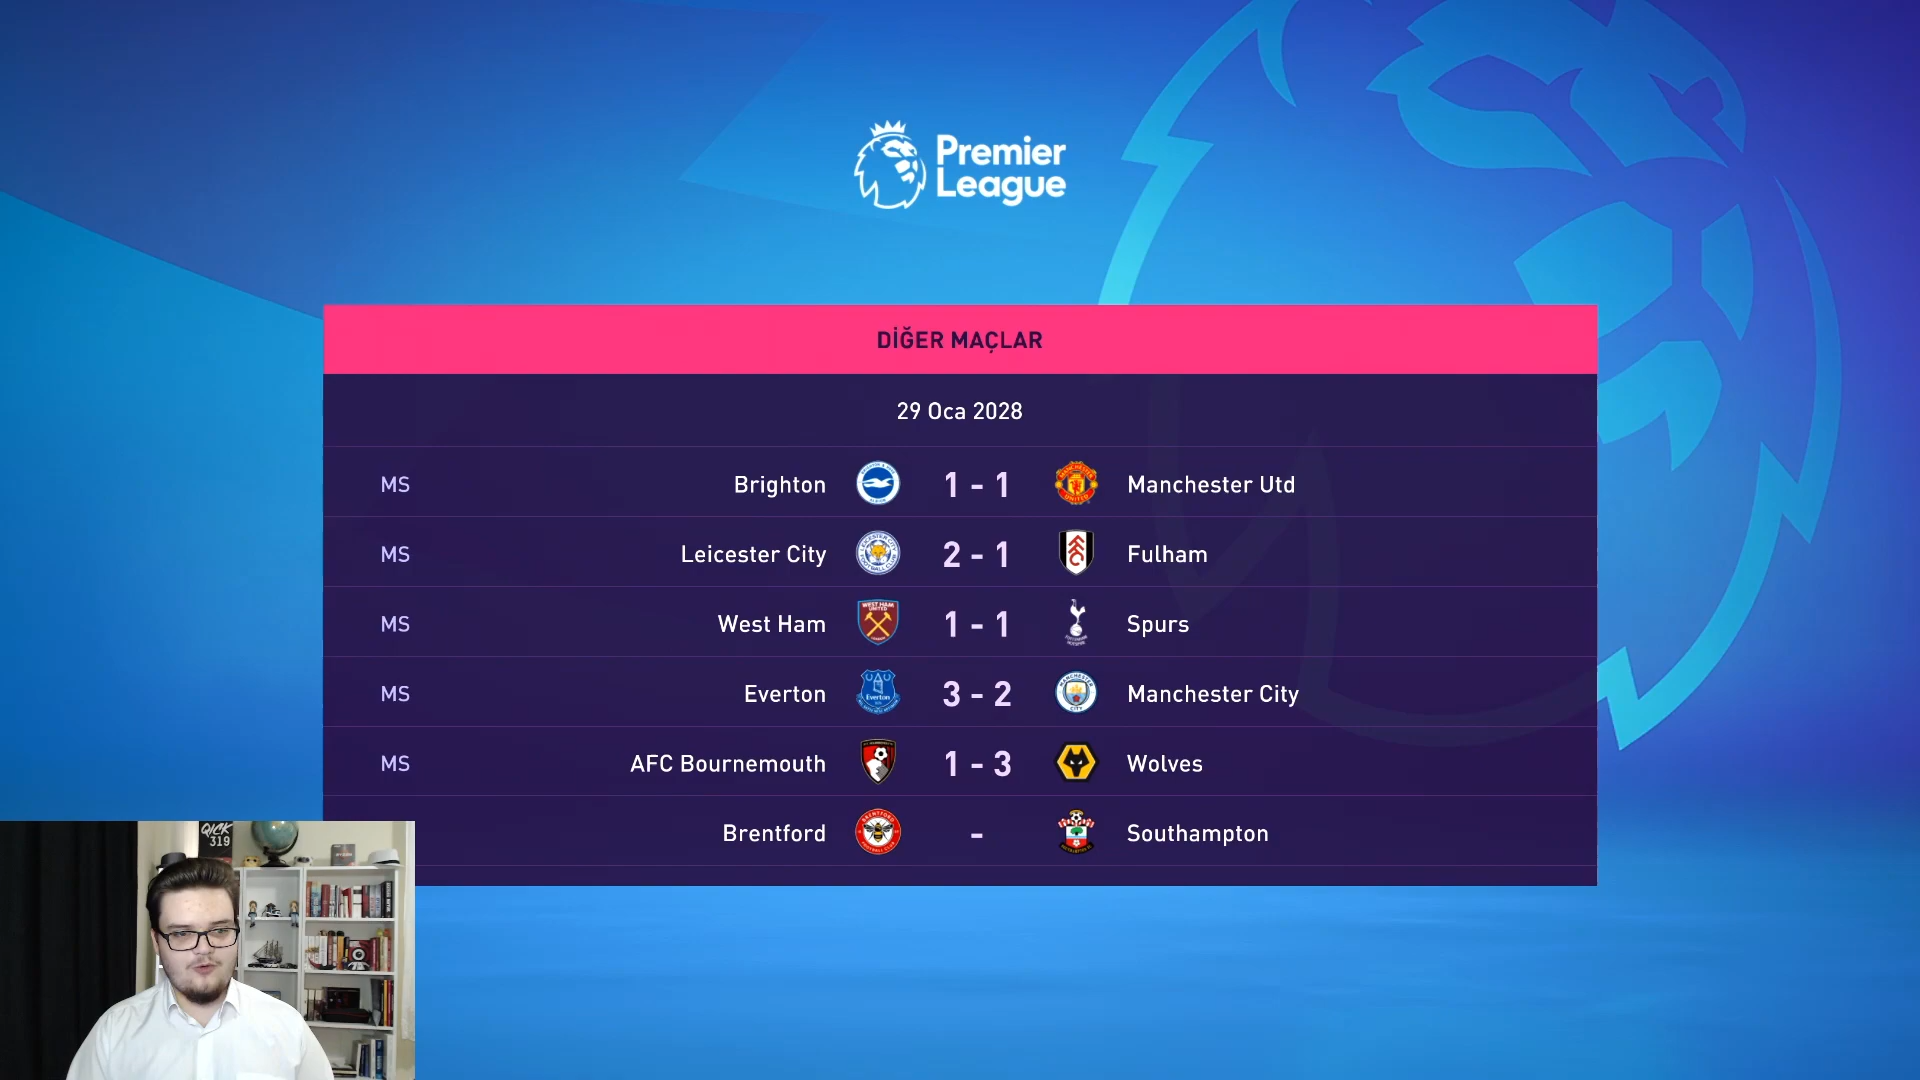 Premier
League
DİĞER MAÇLAR
29 Oca 2028
MS Brighton 1 - 1 Manchester Utd
MS Leicester City 2 - 1 Fulham
MS West Ham 1 - 1 Spurs
MS Everton 3 - 2 Manchester City
MS AFC Bournemouth 1 - 3 Wolves
Brentford - Southampton
QICK
319